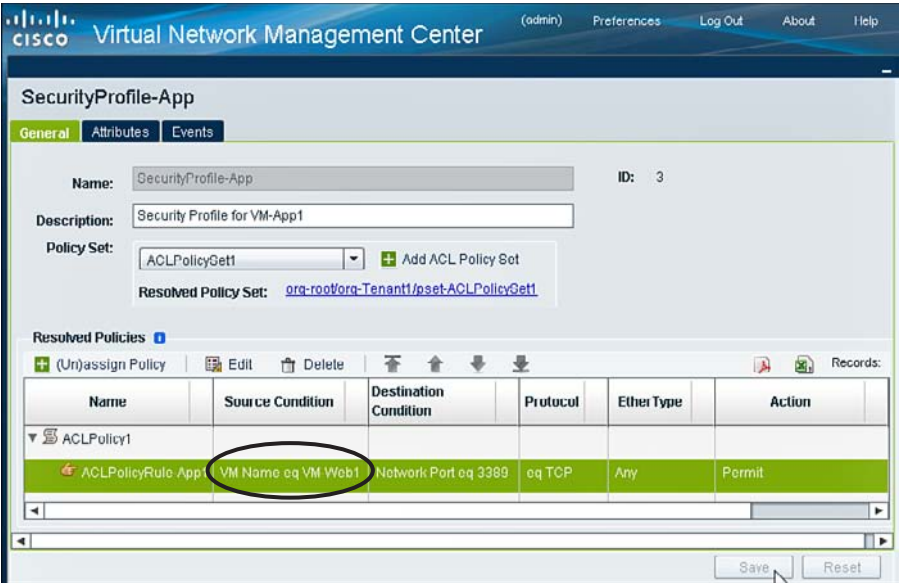 CISCO Virtual Network Management Center (admin) Preferences Log Out About Help
SecurityProfile-App
General Attributes Events
Name: SecurityProfile-App ID: 3
Description: Security Profile for VM-App1
Policy Set: ACLPolicySet1 Add ACL Policy Set
Resolved Policy Set: org-root/org-Tenant1/pset-ACLPolicySet1
Resolved Policies
(Un)assign Policy Edit Delete Records:
Name Source Condition Destination Condition Protocol EtherType Action
ACLPolicy1
ACLPolicyRule-App1 VM Name eq VM Web1 Network Port eq 3389 eq TCP Any Permit
Save Reset